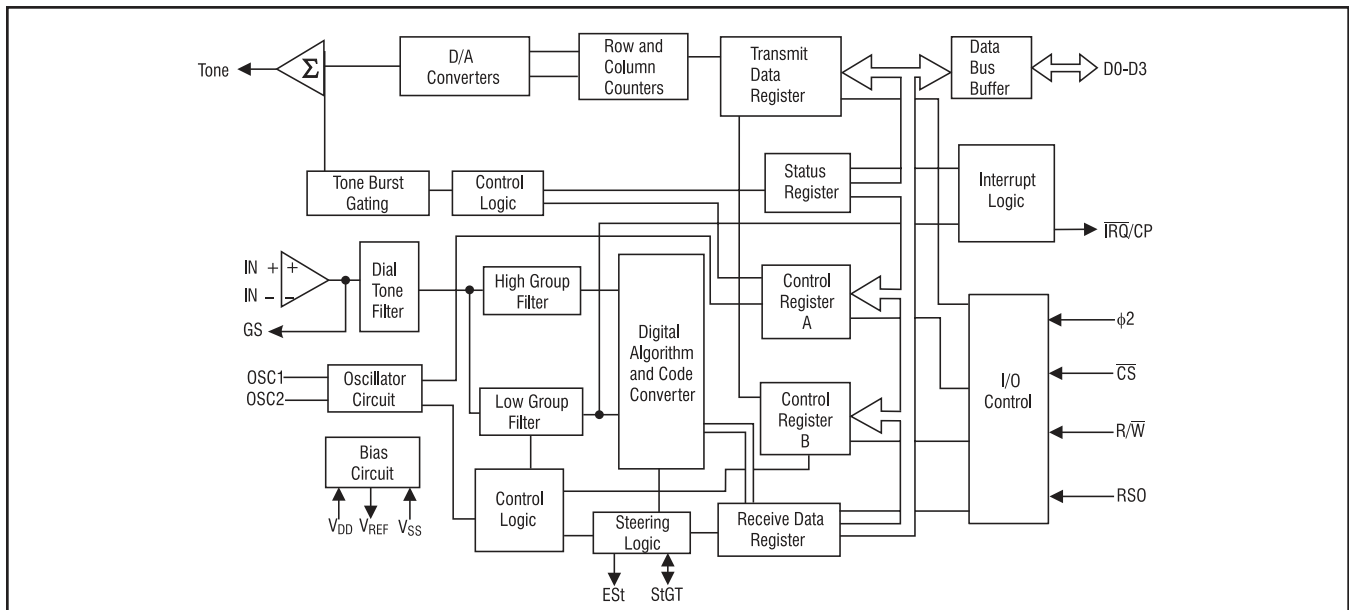 Tone
Σ
D/A
Converters
Row and
Column
Counters
Transmit
Data
Register
Data
Bus
Buffer
D0-D3
Tone Burst
Gating
Control
Logic
Status
Register
Interrupt
Logic
I̅R̅Q̅/CP
IN + +
IN – –
GS
Dial
Tone
Filter
High Group
Filter
Digital
Algorithm
and Code
Converter
Control
Register
A
I/O
Control
ϕ2
C̅S̅
R/W̅
RSO
OSC1
OSC2
Oscillator
Circuit
Low Group
Filter
Control
Register
B
Bias
Circuit
VDD VREF VSS
Control
Logic
Steering
Logic
Receive Data
Register
ESt StGT